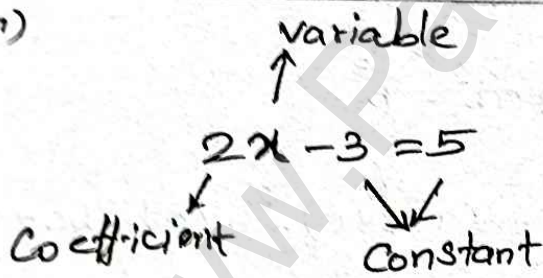 1)
variable
2x - 3 = 5
Coefficient
Constant